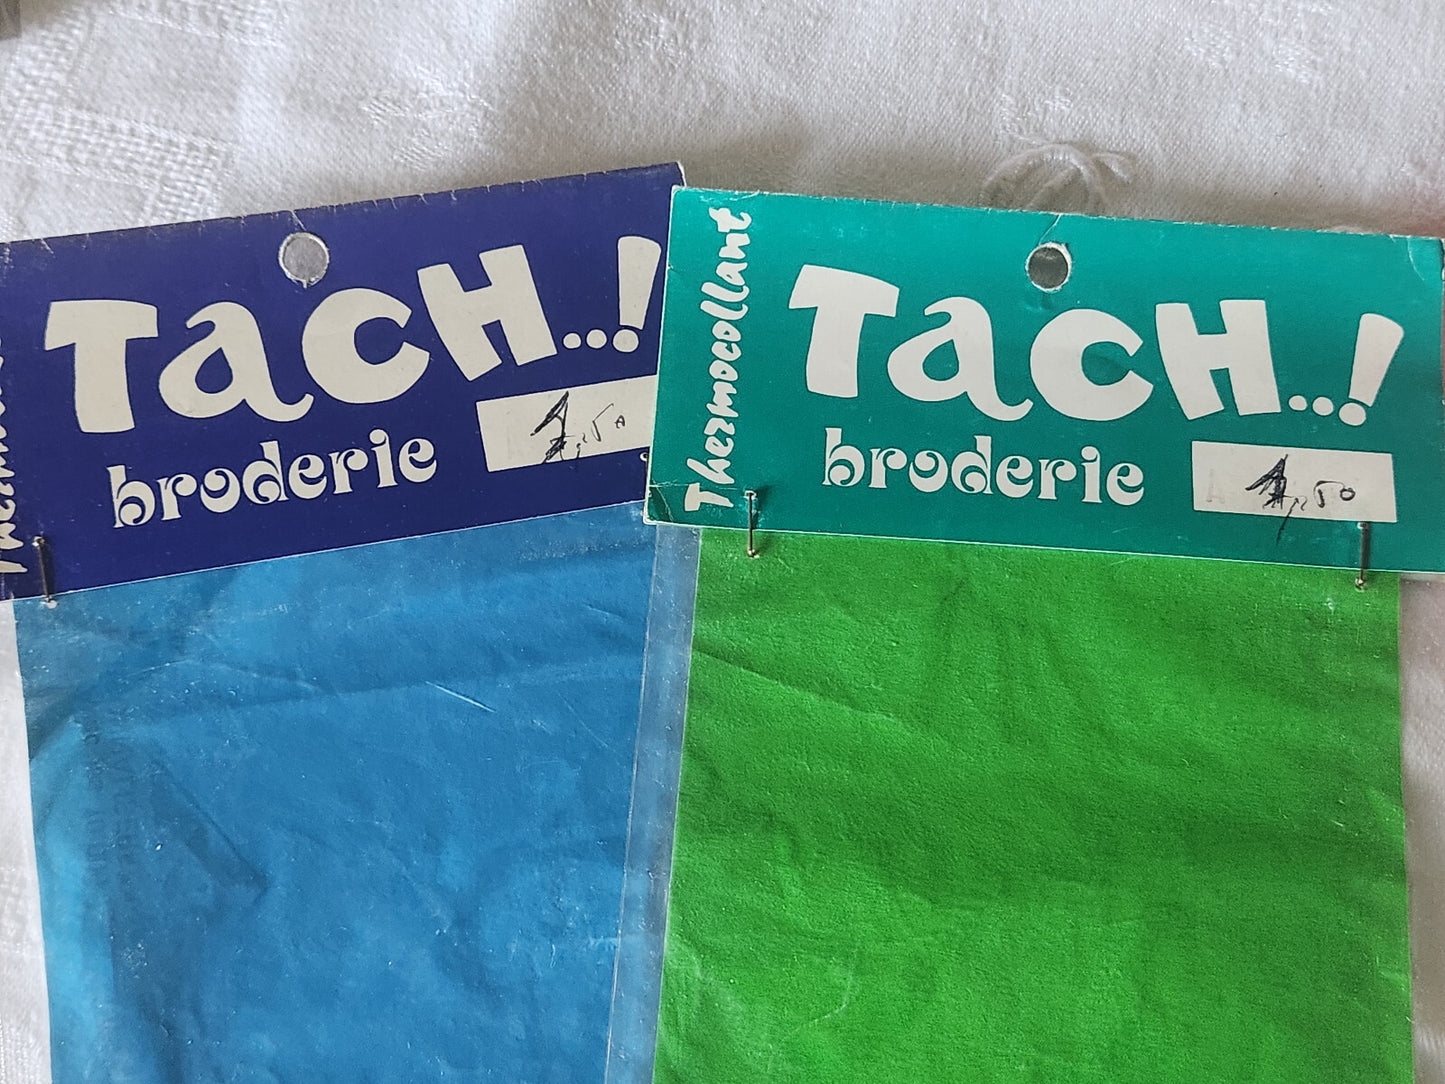 TACH..!
broderie
Thermocollant
TACH..!
broderie